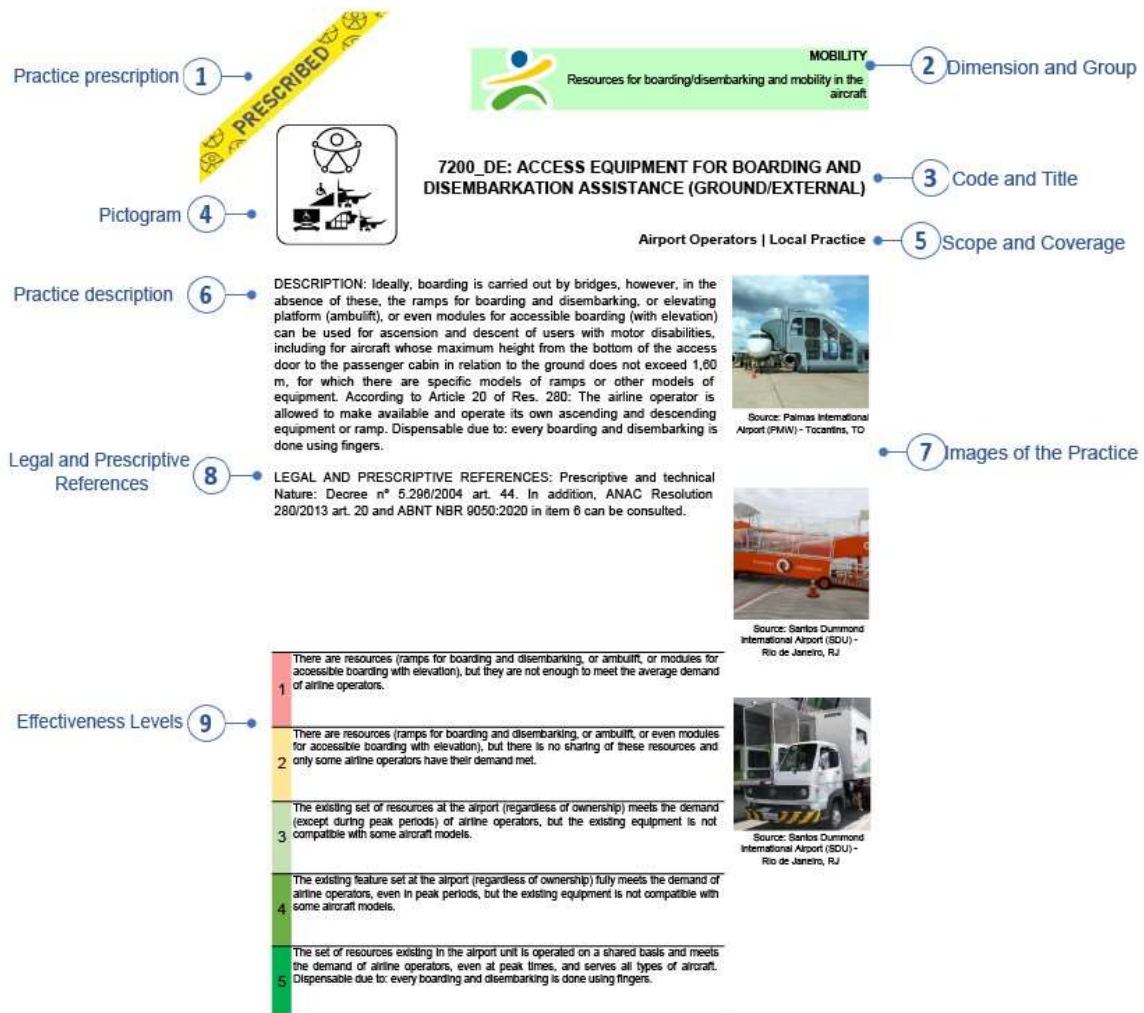 Practice prescription 1
PRESCRIBED
MOBILITY
Resources for boarding/disembarking and mobility in the
aircraft
2 Dimension and Group
7200_DE: ACCESS EQUIPMENT FOR BOARDING AND
DISEMBARKATION ASSISTANCE (GROUND/EXTERNAL)
3 Code and Title
Pictogram 4
Airport Operators | Local Practice
5 Scope and Coverage
Practice description 6
DESCRIPTION: Ideally, boarding is carried out by bridges, however, in the
absence of these, the ramps for boarding and disembarking, or elevating
platform (ambulift), or even modules for accessible boarding (with elevation)
can be used for ascension and descent of users with motor disabilities,
including for aircraft whose maximum height from the bottom of the access
door to the passenger cabin in relation to the ground does not exceed 1,60
m, for which there are specific models of ramps or other models of
equipment. According to Article 20 of Res. 280: The airline operator is
allowed to make available and operate its own ascending and descending
equipment or ramp. Dispensable due to: every boarding and disembarking is
done using fingers.
Source: Palmas International
Airport (PMW) - Tocantins, TO
7 Images of the Practice
Legal and Prescriptive
References 8
LEGAL AND PRESCRIPTIVE REFERENCES: Prescriptive and technical
Nature: Decree nº 5.296/2004 art. 44. In addition, ANAC Resolution
280/2013 art. 20 and ABNT NBR 9050:2020 in item 6 can be consulted.
Source: Santos Dummond
International Airport (SDU) -
Rio de Janeiro, RJ
Effectiveness Levels 9
1
There are resources (ramps for boarding and disembarking, or ambulift, or modules for
accessible boarding with elevation), but they are not enough to meet the average demand
of airline operators.
2
There are resources (ramps for boarding and disembarking, or ambulift, or even modules
for accessible boarding with elevation), but there is no sharing of these resources and
only some airline operators have their demand met.
3
The existing set of resources at the airport (regardless of ownership) meets the demand
(except during peak periods) of airline operators, but the existing equipment is not
compatible with some aircraft models.
4
The existing feature set at the airport (regardless of ownership) fully meets the demand of
airline operators, even in peak periods, but the existing equipment is not compatible with
some aircraft models.
5
The set of resources existing in the airport unit is operated on a shared basis and meets
the demand of airline operators, even at peak times, and serves all types of aircraft.
Dispensable due to: every boarding and disembarking is done using fingers.
Source: Santos Dummond
International Airport (SDU) -
Rio de Janeiro, RJ